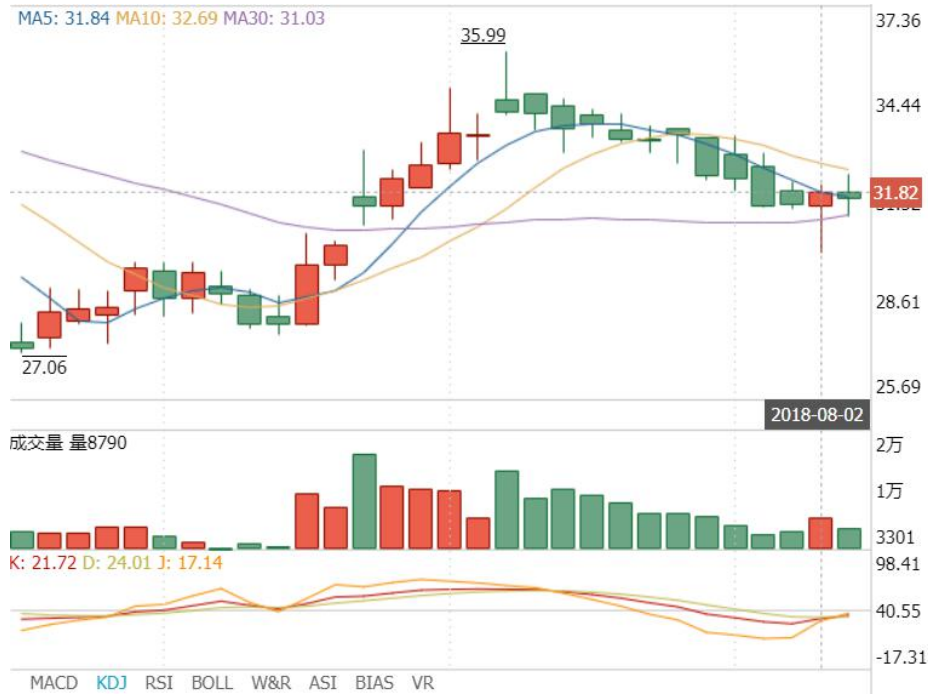 MA5: 31.84 MA10: 32.69 MA30: 31.03
37.36
35.99
34.44
31.82
28.61
27.06
25.69
2018-08-02
成交量 量8790
2万
1万
3301
K: 21.72 D: 24.01 J: 17.14
98.41
40.55
-17.31
MACD KDJ RSI BOLL W&R ASI BIAS VR